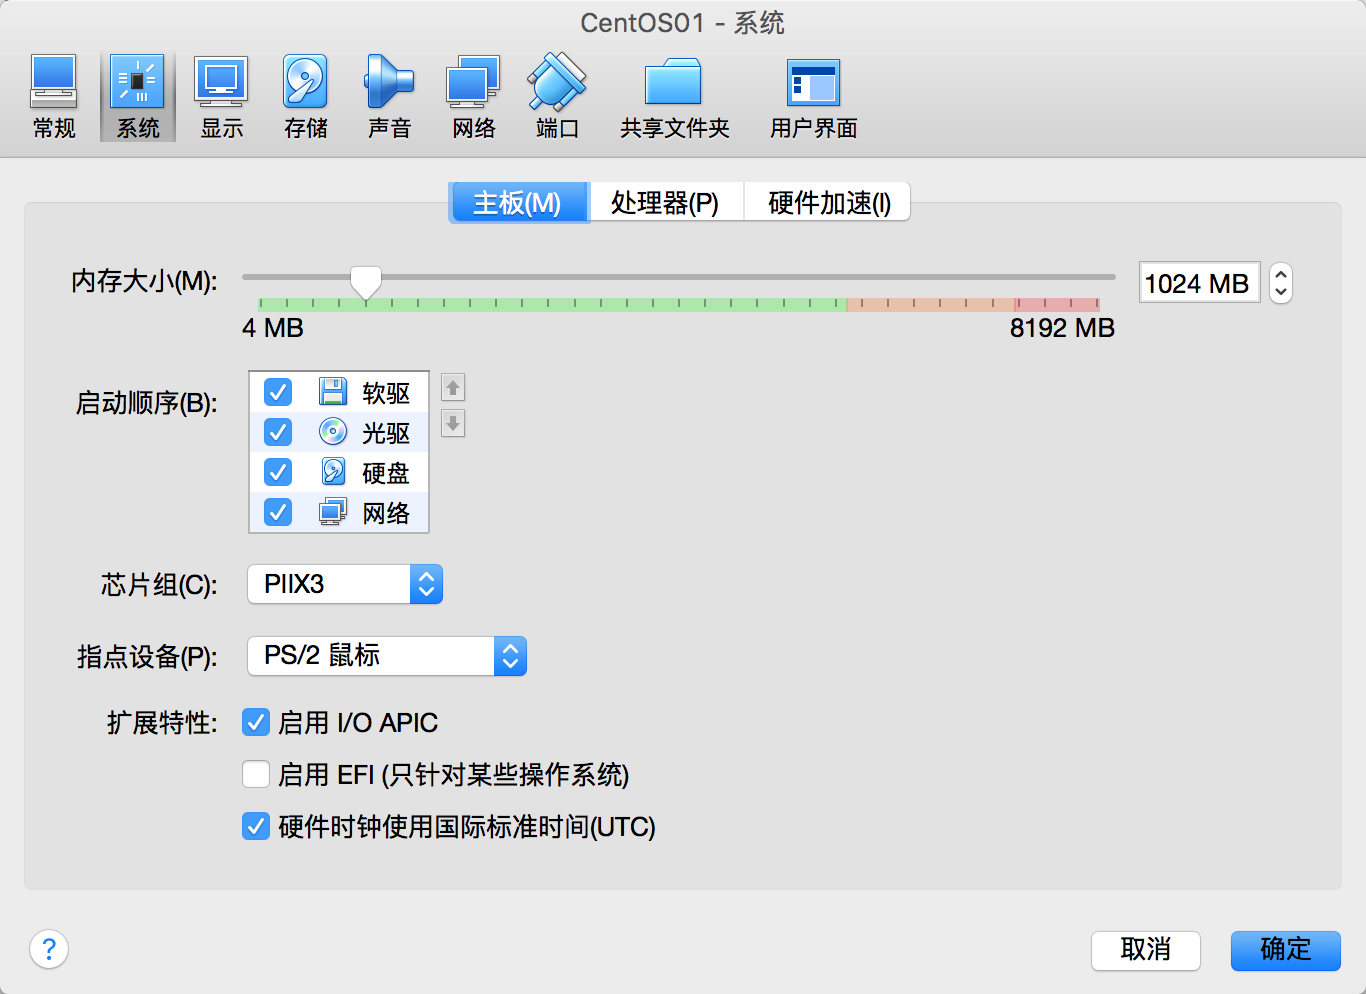 CentOS01 - 系统
常规 系统 显示 存储 声音 网络 端口 共享文件夹 用户界面
主板(M) 处理器(P) 硬件加速(I)
内存大小(M): 1024 MB
4 MB 8192 MB
启动顺序(B): 软驱
光驱
硬盘
网络
芯片组(C): PIIX3
指点设备(P): PS/2 鼠标
扩展特性: 启用 I/O APIC
启用 EFI (只针对某些操作系统)
硬件时钟使用国际标准时间(UTC)
? 取消 确定